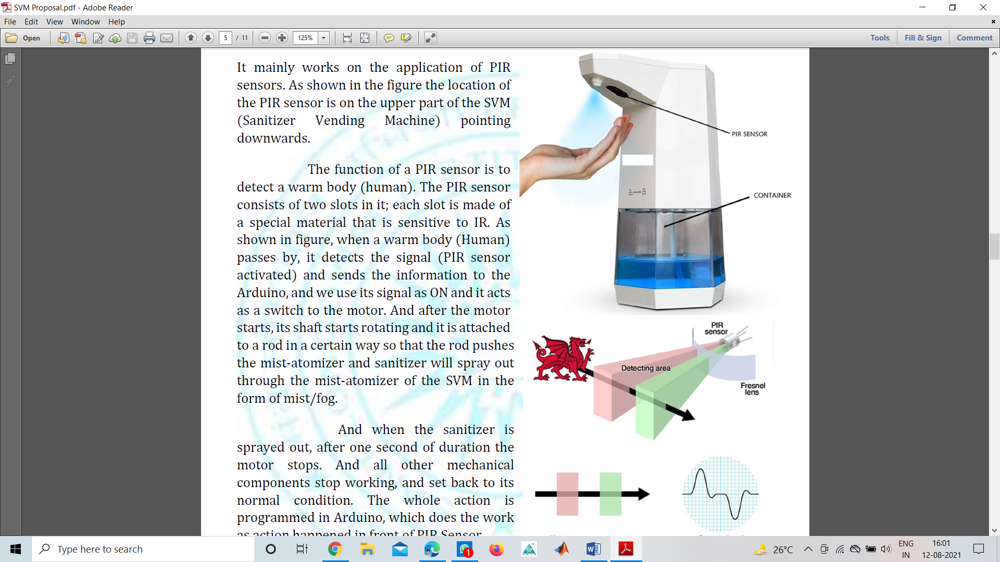 SVM Proposal.pdf - Adobe Reader
File Edit View Window Help
Open 5 / 11 125% Tools Fill & Sign Comment
It mainly works on the application of PIR
sensors. As shown in the figure the location of
the PIR sensor is on the upper part of the SVM
(Sanitizer Vending Machine) pointing
downwards.
The function of a PIR sensor is to
detect a warm body (human). The PIR sensor
consists of two slots in it; each slot is made of
a special material that is sensitive to IR. As
shown in figure, when a warm body (Human)
passes by, it detects the signal (PIR sensor
activated) and sends the information to the
Arduino, and we use its signal as ON and it acts
as a switch to the motor. And after the motor
starts, its shaft starts rotating and it is attached
to a rod in a certain way so that the rod pushes
the mist-atomizer and sanitizer will spray out
through the mist-atomizer of the SVM in the
form of mist/fog.
And when the sanitizer is
sprayed out, after one second of duration the
motor stops. And all other mechanical
components stop working, and set back to its
normal condition. The whole action is
programmed in Arduino, which does the work
as action happened in front of PIR Sensor
PIR SENSOR
CONTAINER
PIR
sensor
Detecting area
Fresnel
lens
Type here to search
1
26°C
ENG
IN
16:01
12-08-2021